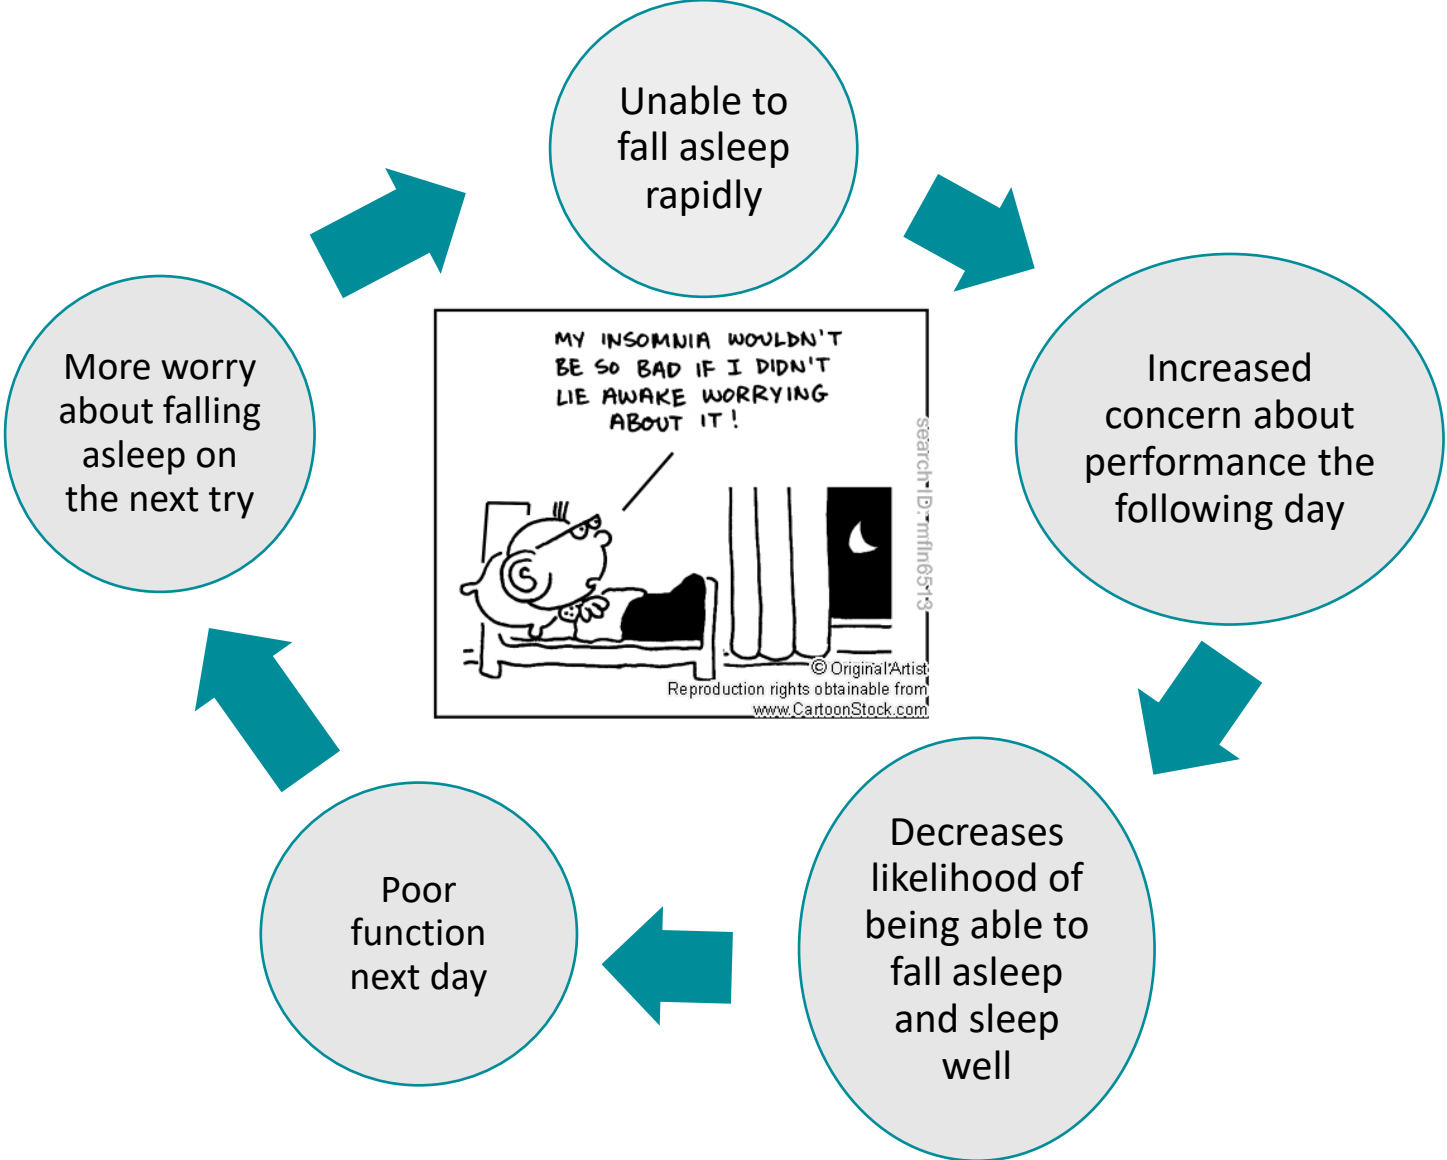 Unable to
fall asleep
rapidly
Increased
concern about
performance the
following day
Decreases
likelihood of
being able to
fall asleep
and sleep
well
Poor
function
next day
More worry
about falling
asleep on
the next try
MY INSOMNIA WOULDN'T
BE SO BAD IF I DIDN'T
LIE AWAKE WORRYING
ABOUT IT!
search ID: mfln6513
© Original Artist
Reproduction rights obtainable from
www.CartoonStock.com